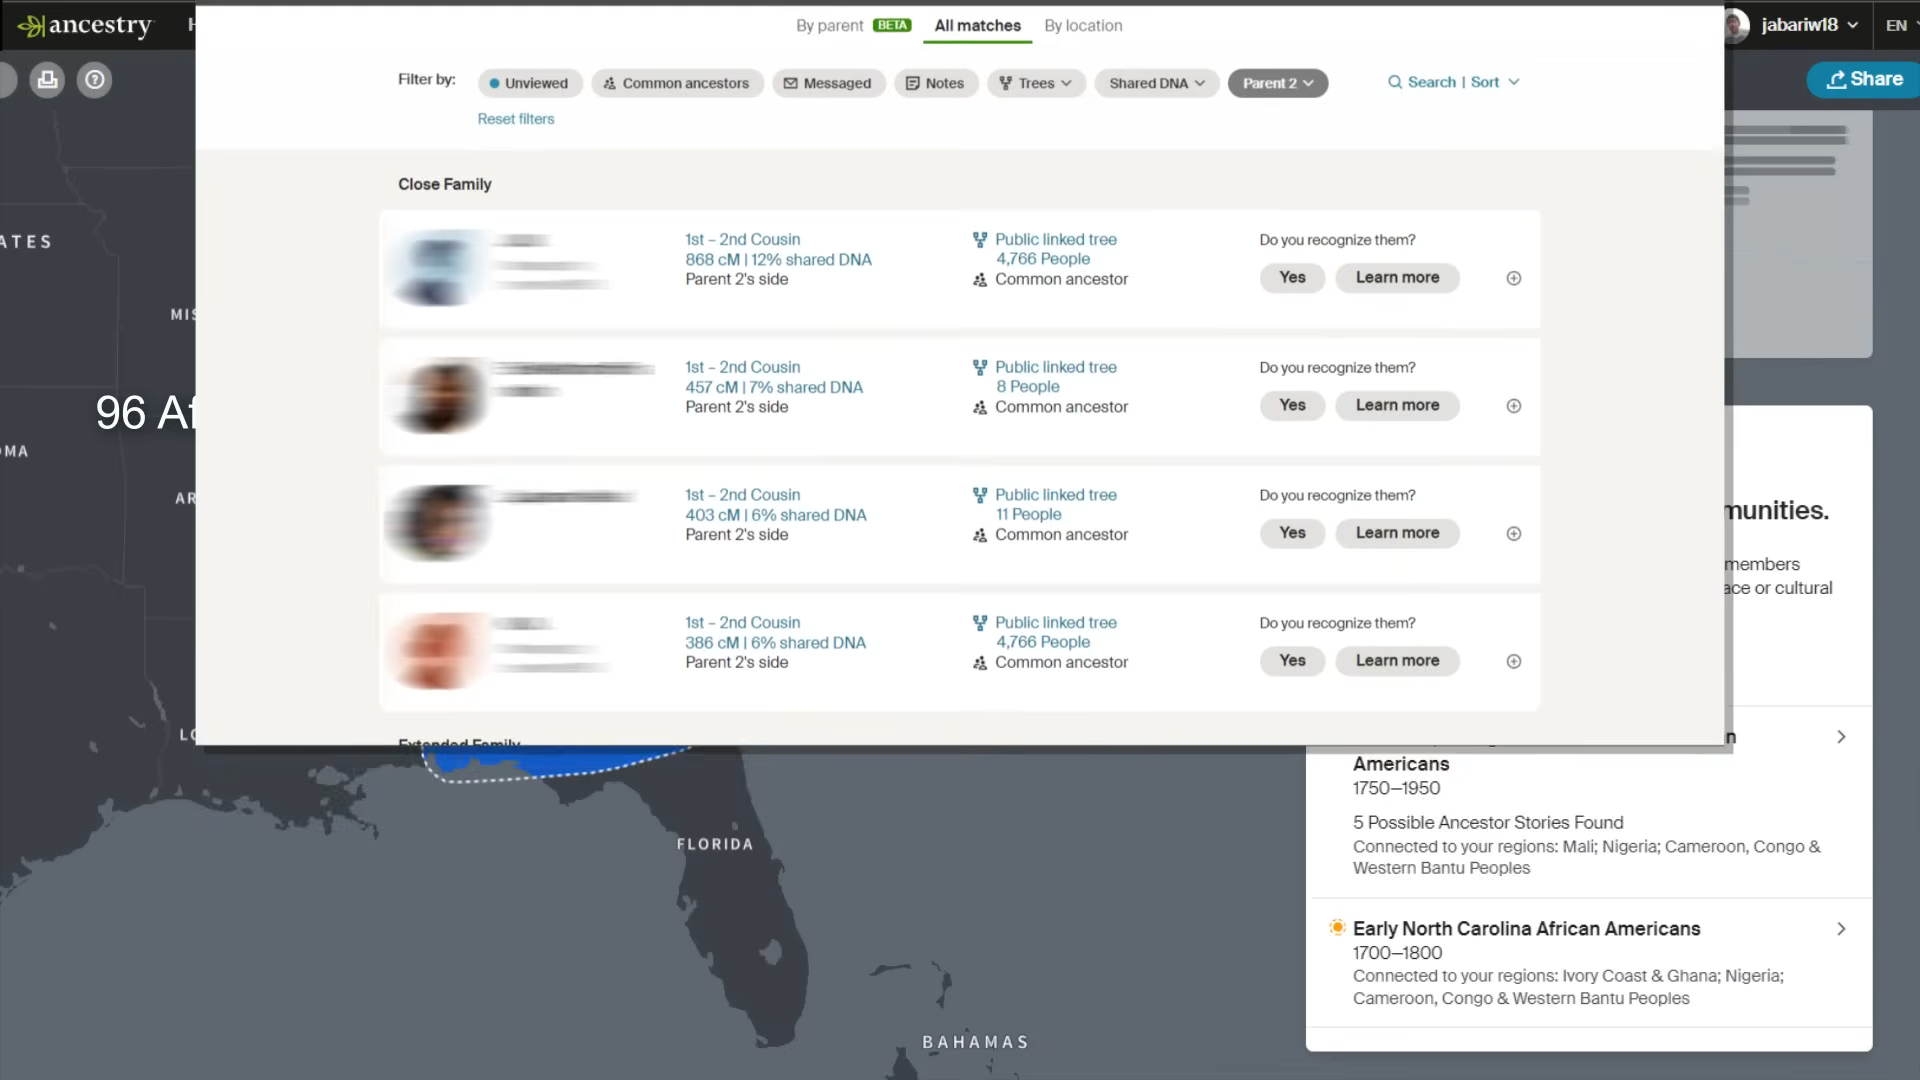 ancestry
H
jabariw18
EN
Share
By parent BETA All matches By location
Filter by: Unviewed Common ancestors Messaged Notes Trees Shared DNA Parent 2
Search | Sort
Reset filters
Close Family
1st – 2nd Cousin
868 cM | 12% shared DNA
Parent 2's side
Public linked tree
4,766 People
Common ancestor
Do you recognize them?
Yes Learn more
1st – 2nd Cousin
457 cM | 7% shared DNA
Parent 2's side
Public linked tree
8 People
Common ancestor
Do you recognize them?
Yes Learn more
1st – 2nd Cousin
403 cM | 6% shared DNA
Parent 2's side
Public linked tree
11 People
Common ancestor
Do you recognize them?
Yes Learn more
1st – 2nd Cousin
386 cM | 6% shared DNA
Parent 2's side
Public linked tree
4,766 People
Common ancestor
Do you recognize them?
Yes Learn more
Extended Family
ATES
MIS
96 Af
OMA
AR
LO
FLORIDA
BAHAMAS
munities.
members
ace or cultural
n
Americans
1750–1950
5 Possible Ancestor Stories Found
Connected to your regions: Mali; Nigeria; Cameroon, Congo &
Western Bantu Peoples
Early North Carolina African Americans
1700–1800
Connected to your regions: Ivory Coast & Ghana; Nigeria;
Cameroon, Congo & Western Bantu Peoples